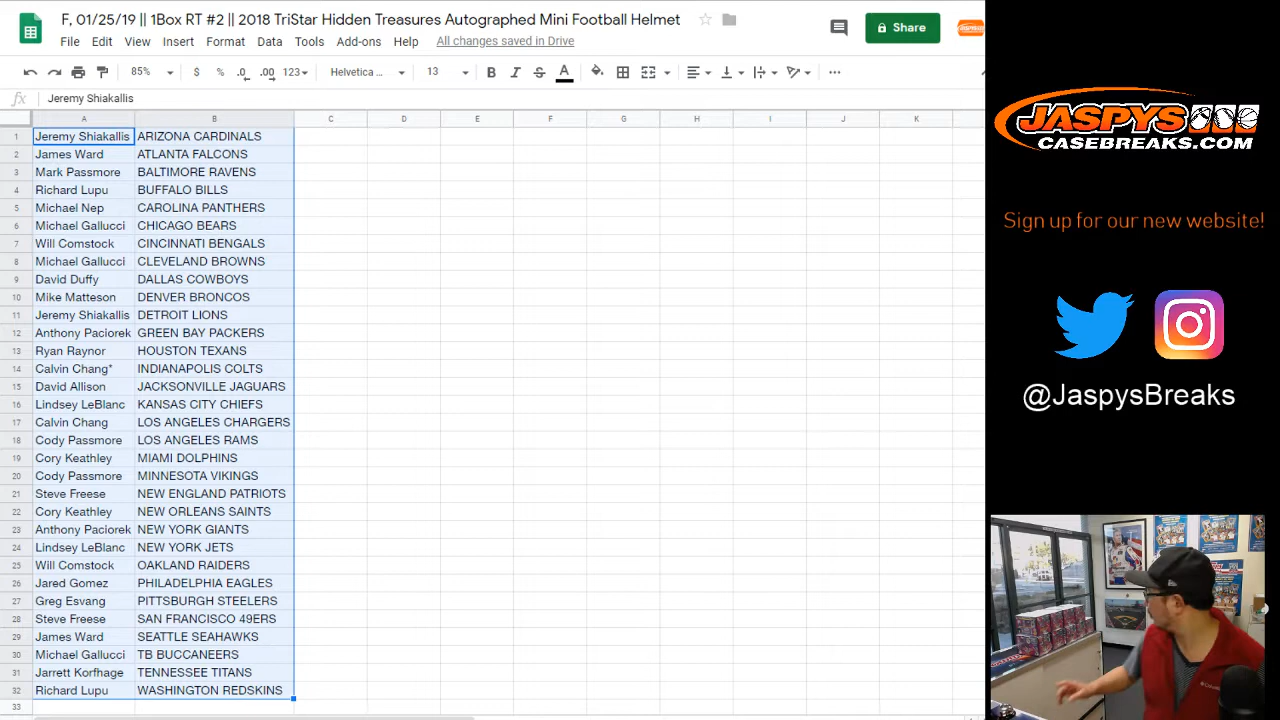 F, 01/25/19 || 1Box RT #2 || 2018 TriStar Hidden Treasures Autographed Mini Football Helmet
Share
File Edit View Insert Format Data Tools Add-ons Help All changes saved in Drive
85% $ % .0 .00 123 Helvetica ... 13 B I S A ...
fx Jeremy Shiakallis
A B C D E F G H I J K
1 Jeremy Shiakallis ARIZONA CARDINALS
2 James Ward ATLANTA FALCONS
3 Mark Passmore BALTIMORE RAVENS
4 Richard Lupu BUFFALO BILLS
5 Michael Nep CAROLINA PANTHERS
6 Michael Gallucci CHICAGO BEARS
7 Will Comstock CINCINNATI BENGALS
8 Michael Gallucci CLEVELAND BROWNS
9 David Duffy DALLAS COWBOYS
10 Mike Matteson DENVER BRONCOS
11 Jeremy Shiakallis DETROIT LIONS
12 Anthony Paciorek GREEN BAY PACKERS
13 Ryan Raynor HOUSTON TEXANS
14 Calvin Chang* INDIANAPOLIS COLTS
15 David Allison JACKSONVILLE JAGUARS
16 Lindsey LeBlanc KANSAS CITY CHIEFS
17 Calvin Chang LOS ANGELES CHARGERS
18 Cody Passmore LOS ANGELES RAMS
19 Cory Keathley MIAMI DOLPHINS
20 Cody Passmore MINNESOTA VIKINGS
21 Steve Freese NEW ENGLAND PATRIOTS
22 Cory Keathley NEW ORLEANS SAINTS
23 Anthony Paciorek NEW YORK GIANTS
24 Lindsey LeBlanc NEW YORK JETS
25 Will Comstock OAKLAND RAIDERS
26 Jared Gomez PHILADELPHIA EAGLES
27 Greg Esvang PITTSBURGH STEELERS
28 Steve Freese SAN FRANCISCO 49ERS
29 James Ward SEATTLE SEAHAWKS
30 Michael Gallucci TB BUCCANEERS
31 Jarrett Korfhage TENNESSEE TITANS
32 Richard Lupu WASHINGTON REDSKINS
33
JASPYS
CASEBREAKS.COM
Sign up for our new website!
@JaspysBreaks